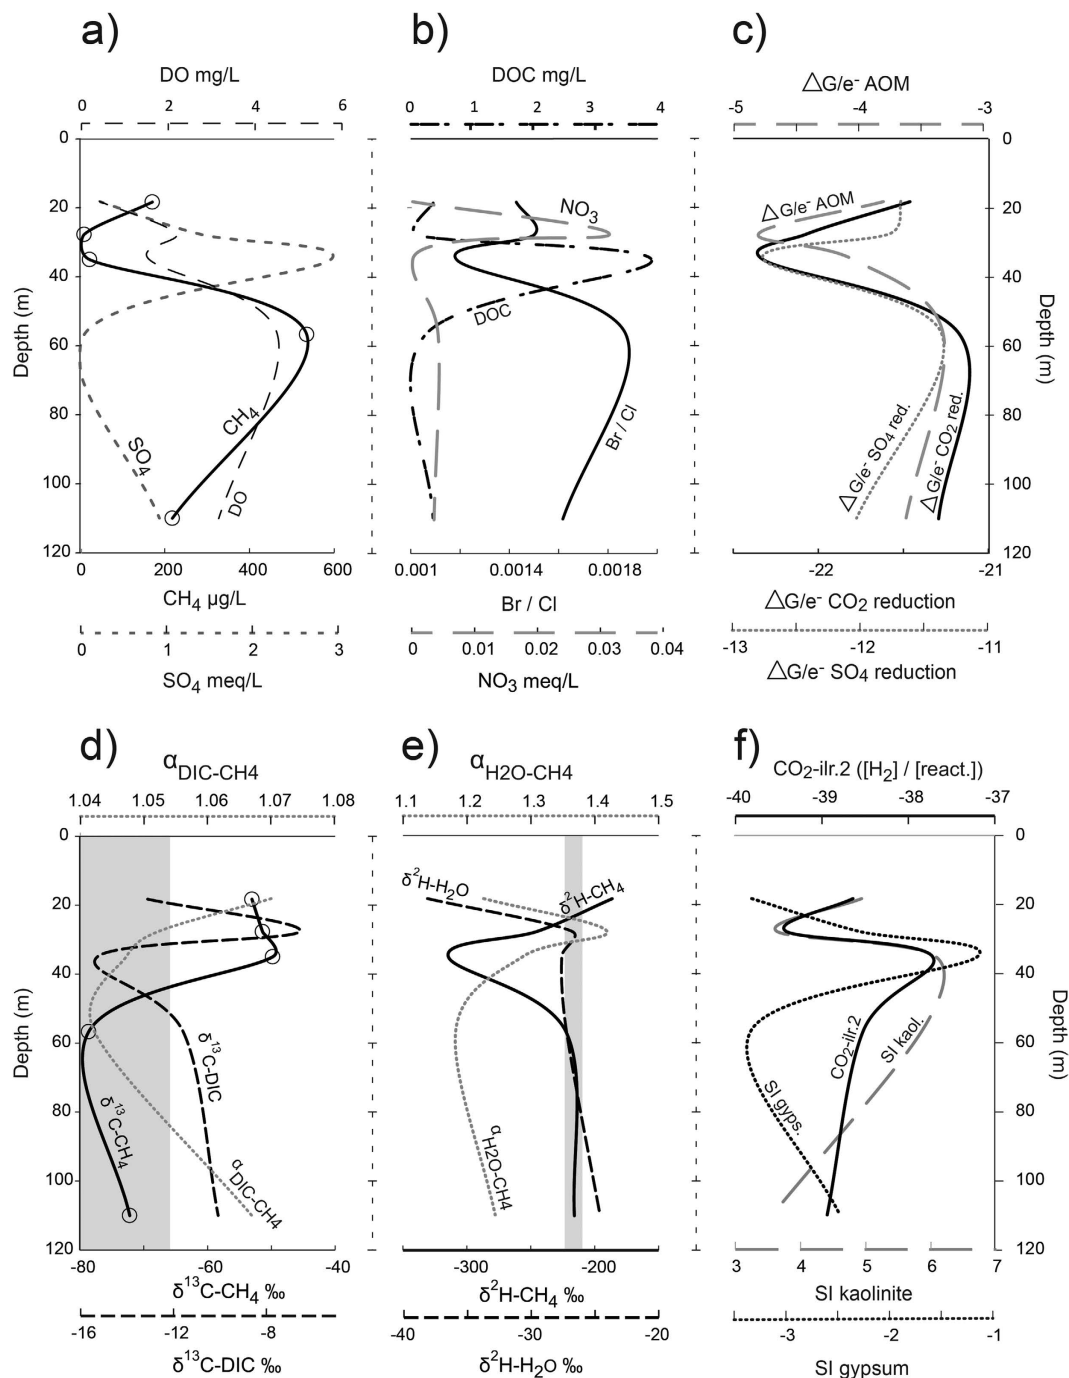 a) b) c)
DO mg/L DOC mg/L △G/e⁻ AOM
0 2 4 6 8 0 1 2 3 4 -5 -4 -3
0 0
20 NO₃ △G/e⁻ AOM 20
40 40
Depth (m) DOC Depth (m)
60 60
80 CH₄ SO₄ Br / Cl △G/e⁻ SO₄ red. △G/e⁻ CO₂ red. 80
100 DO 100
120 120
0 200 400 600 0.001 0.0014 0.0018 -22 -21
CH₄ µg/L Br / Cl △G/e⁻ CO₂ reduction
0 1 2 3 0 0.01 0.02 0.03 0.04 -13 -12 -11
SO₄ meq/L NO₃ meq/L △G/e⁻ SO₄ reduction
d) e) f)
α DIC-CH4 α H2O-CH4 CO₂-ilr.2 ([H₂] / [react.])
1.04 1.05 1.06 1.07 1.08 1.1 1.2 1.3 1.4 1.5 -40 -39 -38 -37
0 0
20 δ²H-H₂O δ²H-CH₄ 20
40 40
Depth (m) Depth (m)
60 δ¹³C-DIC CO₂-ilr.2 SI kaol. 60
80 δ¹³C-CH₄ SI gyps. 80
100 α DIC-CH4 α H2O-CH4 100
120 120
-80 -60 -40 -300 -200 3 4 5 6 7
δ¹³C-CH₄ ‰ δ²H-CH₄ ‰ SI kaolinite
-16 -12 -8 -40 -30 -20 -3 -2 -1
δ¹³C-DIC ‰ δ²H-H₂O ‰ SI gypsum